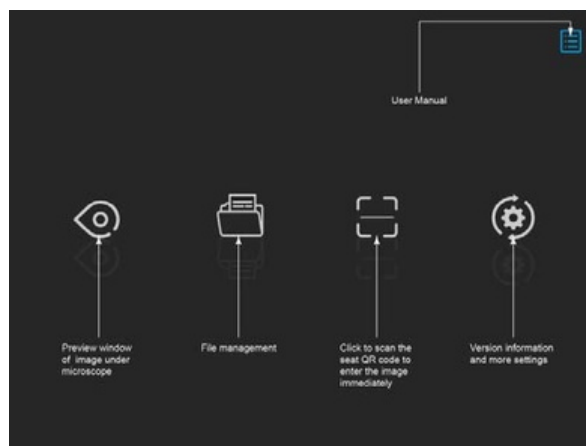 User Manual
Preview window
of image under
microscope
File management
Click to scan the
seat QR code to
enter the image
immediately
Version information
and more settings